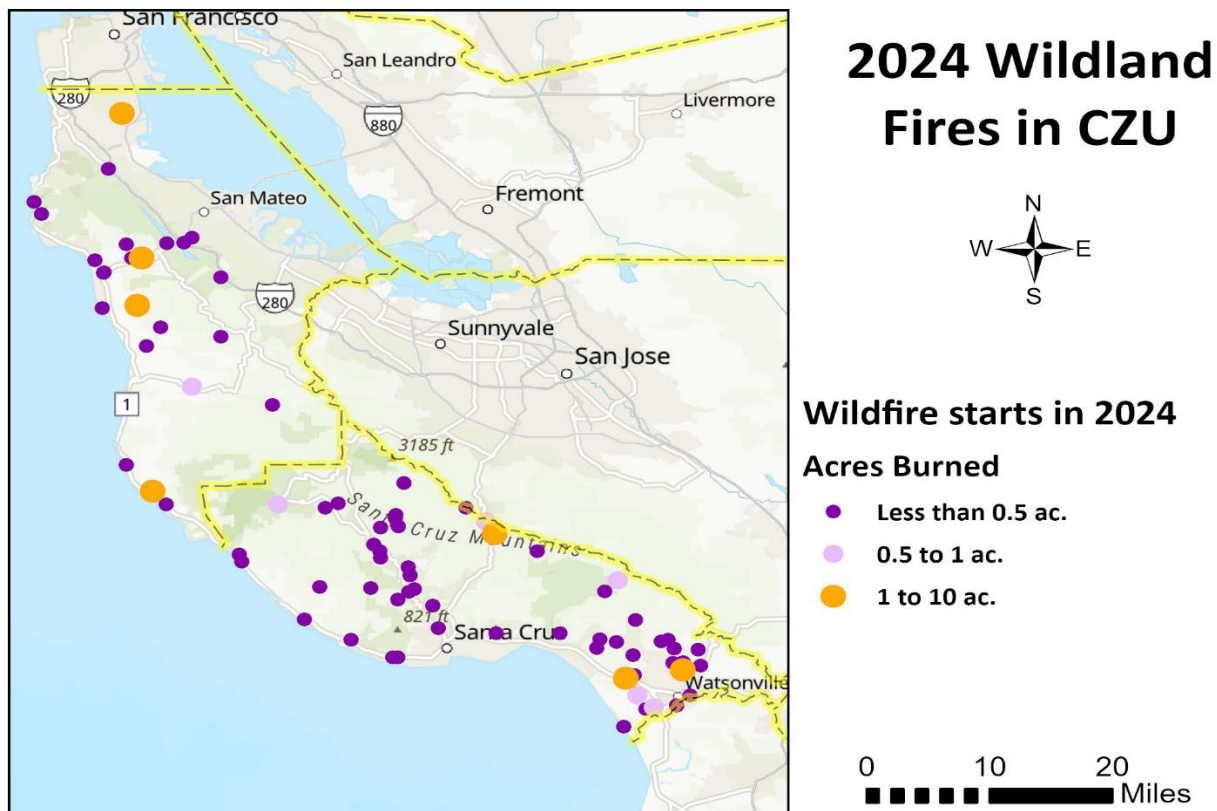 San Francisco
San Leandro
280
Livermore
880
Fremont
San Mateo
280
Sunnyvale
San Jose
1
3185 ft
Santa Cruz Mountains
821 ft
Santa Cruz
Watsonville
2024 Wildland
Fires in CZU
N
W E
S
Wildfire starts in 2024
Acres Burned
Less than 0.5 ac.
0.5 to 1 ac.
1 to 10 ac.
0 10 20
Miles